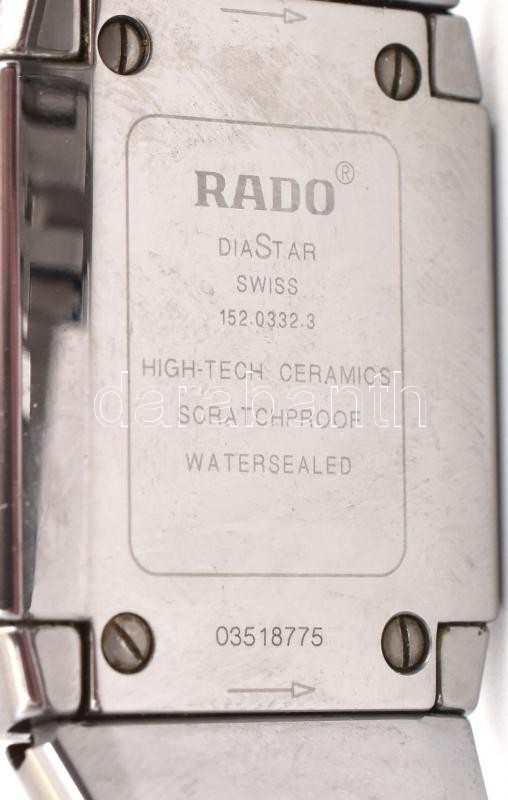 RADO®
DIASTAR
SWISS
152.0332.3
HIGH-TECH CERAMICS
darabanth
SCRATCHPROOF
WATERSEALED
03518775